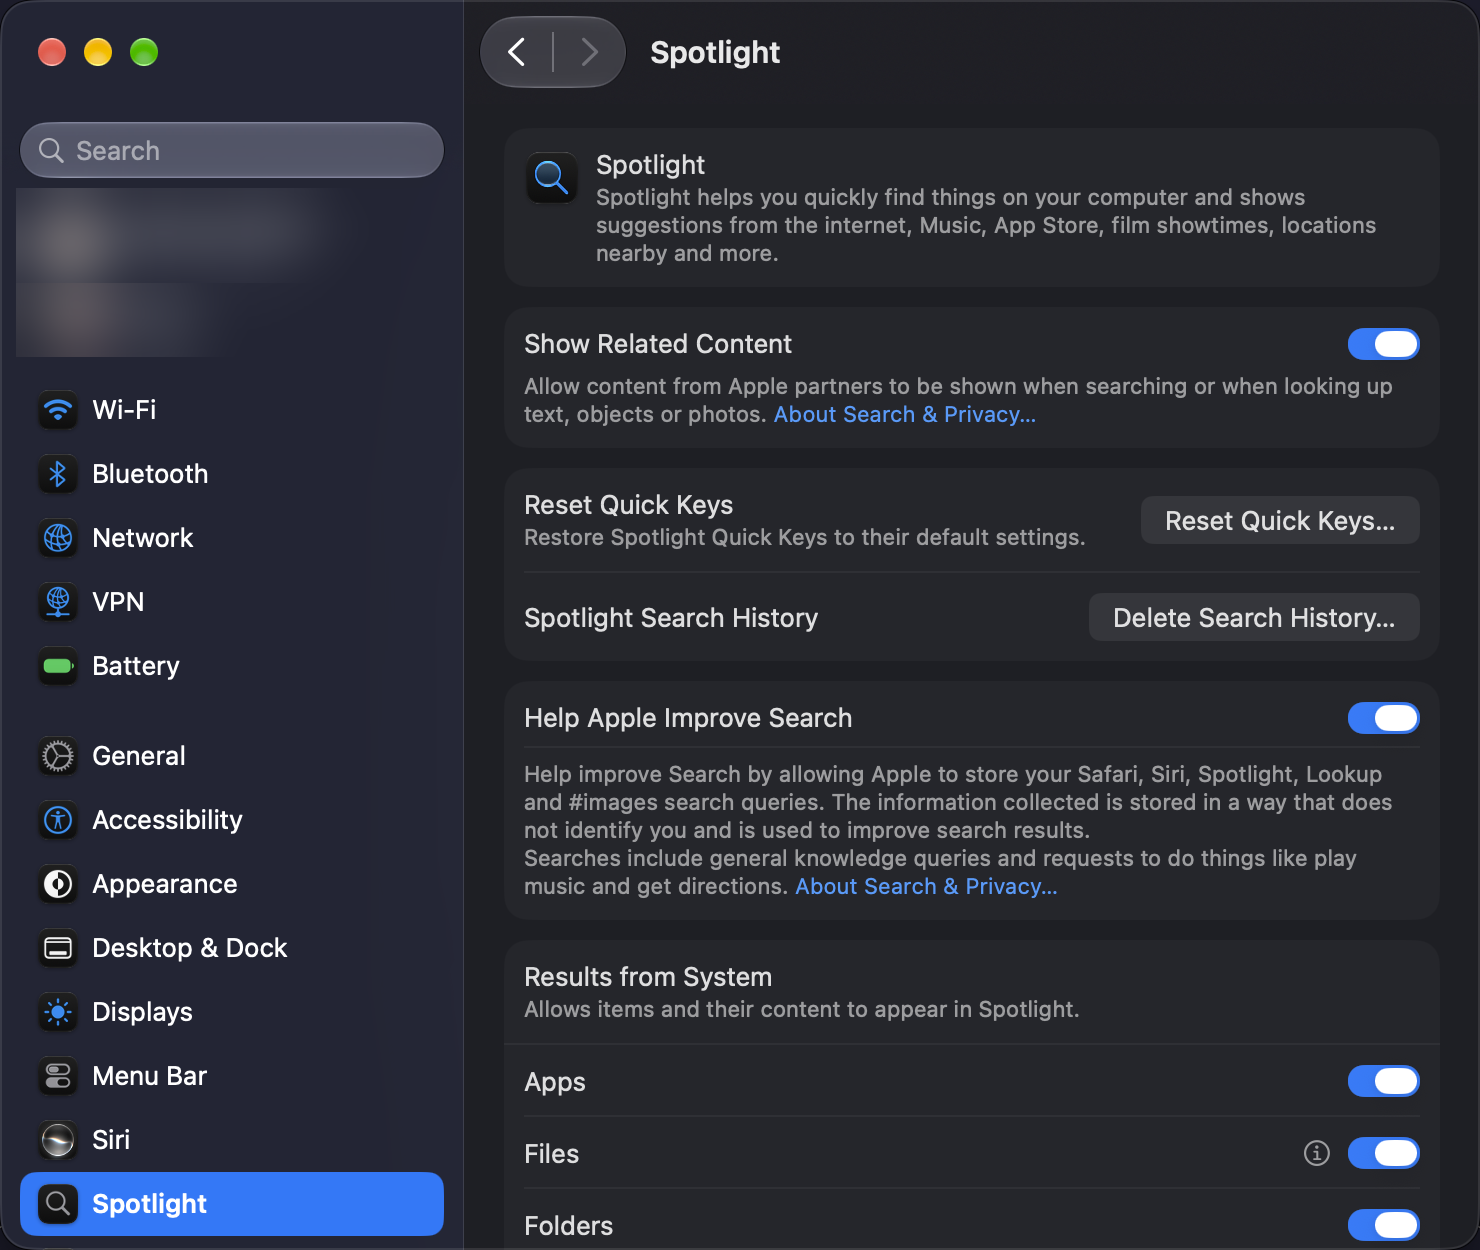 Search
Wi-Fi
Bluetooth
Network
VPN
Battery
General
Accessibility
Appearance
Desktop & Dock
Displays
Menu Bar
Siri
Spotlight
Spotlight
Spotlight
Spotlight helps you quickly find things on your computer and shows
suggestions from the internet, Music, App Store, film showtimes, locations
nearby and more.
Show Related Content
Allow content from Apple partners to be shown when searching or when looking up
text, objects or photos. About Search & Privacy...
Reset Quick Keys
Restore Spotlight Quick Keys to their default settings.
Reset Quick Keys...
Spotlight Search History
Delete Search History...
Help Apple Improve Search
Help improve Search by allowing Apple to store your Safari, Siri, Spotlight, Lookup
and #images search queries. The information collected is stored in a way that does
not identify you and is used to improve search results.
Searches include general knowledge queries and requests to do things like play
music and get directions. About Search & Privacy...
Results from System
Allows items and their content to appear in Spotlight.
Apps
Files
Folders